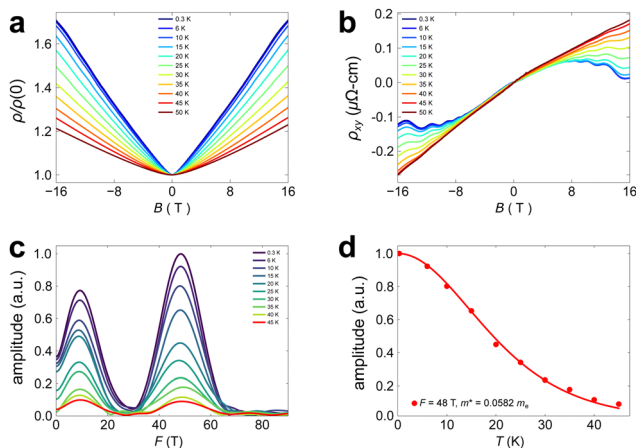 a
1.6
1.4
1.2
1.0
ρ/ρ(0)
0.3 K
6 K
10 K
15 K
20 K
25 K
30 K
35 K
40 K
45 K
50 K
-16
-8
0
8
16
B ( T )
b
0.2
0.1
0.0
-0.1
-0.2
ρxy (μΩ-cm)
0.3 K
6 K
10 K
15 K
20 K
25 K
30 K
35 K
40 K
45 K
50 K
-16
-8
0
8
16
B ( T )
c
1.0
0.8
0.6
0.4
0.2
0.0
amplitude (a.u.)
0.3 K
6 K
10 K
15 K
20 K
25 K
30 K
35 K
40 K
45 K
0
20
40
60
80
F (T)
d
1.0
0.8
0.6
0.4
0.2
0.0
amplitude (a.u.)
F = 48 T, m* = 0.0582 me
0
10
20
30
40
T (K)